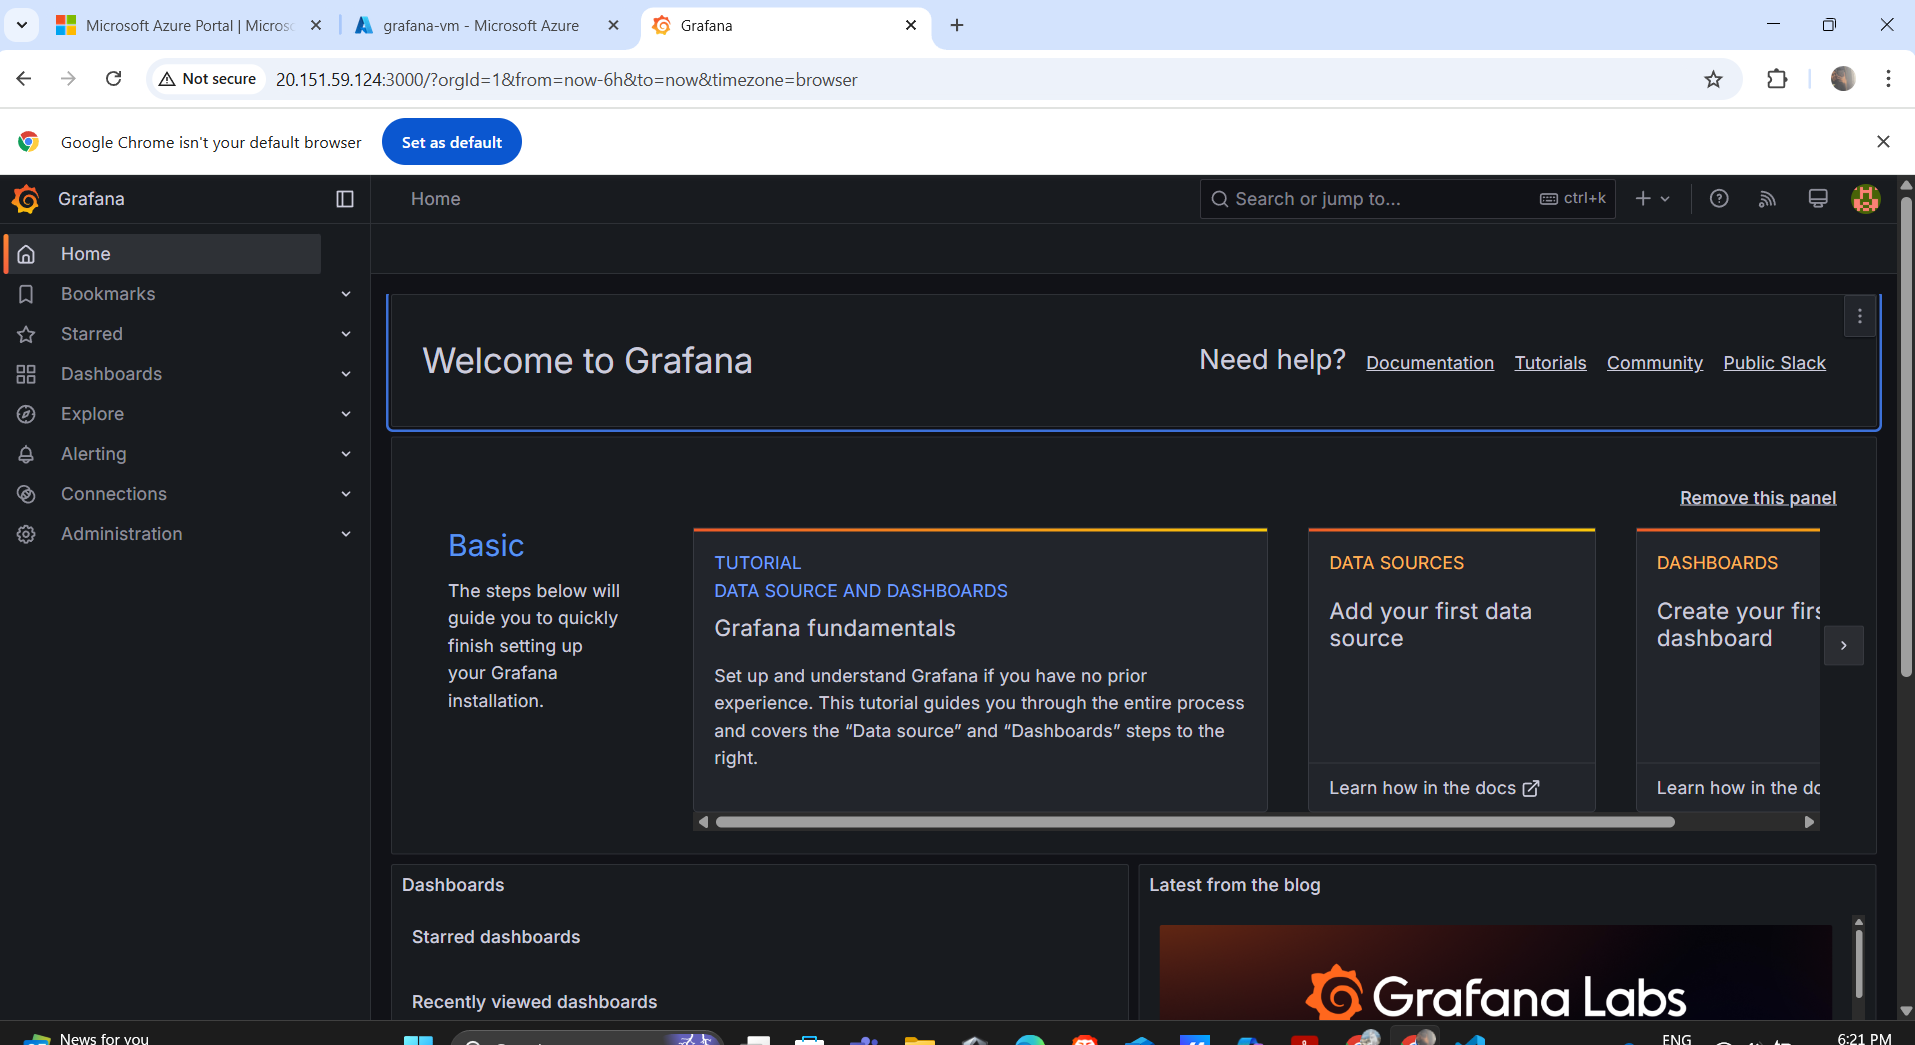 Microsoft Azure Portal | Micros
grafana-vm - Microsoft Azure
Grafana
Not secure
20.151.59.124:3000/?orgId=1&from=now-6h&to=now&timezone=browser
Google Chrome isn't your default browser
Set as default
Grafana
Home
Search or jump to...
ctrl+k
Home
Bookmarks
Starred
Dashboards
Explore
Alerting
Connections
Administration
Welcome to Grafana
Need help?
Documentation
Tutorials
Community
Public Slack
Remove this panel
Basic
The steps below will
guide you to quickly
finish setting up
your Grafana
installation.
TUTORIAL
DATA SOURCE AND DASHBOARDS
Grafana fundamentals
Set up and understand Grafana if you have no prior
experience. This tutorial guides you through the entire process
and covers the “Data source” and “Dashboards” steps to the
right.
DATA SOURCES
Add your first data
source
Learn how in the docs
DASHBOARDS
Create your firs
dashboard
Learn how in the do
Dashboards
Starred dashboards
Recently viewed dashboards
Latest from the blog
Grafana Labs
News for you
ENG
6:21 PM